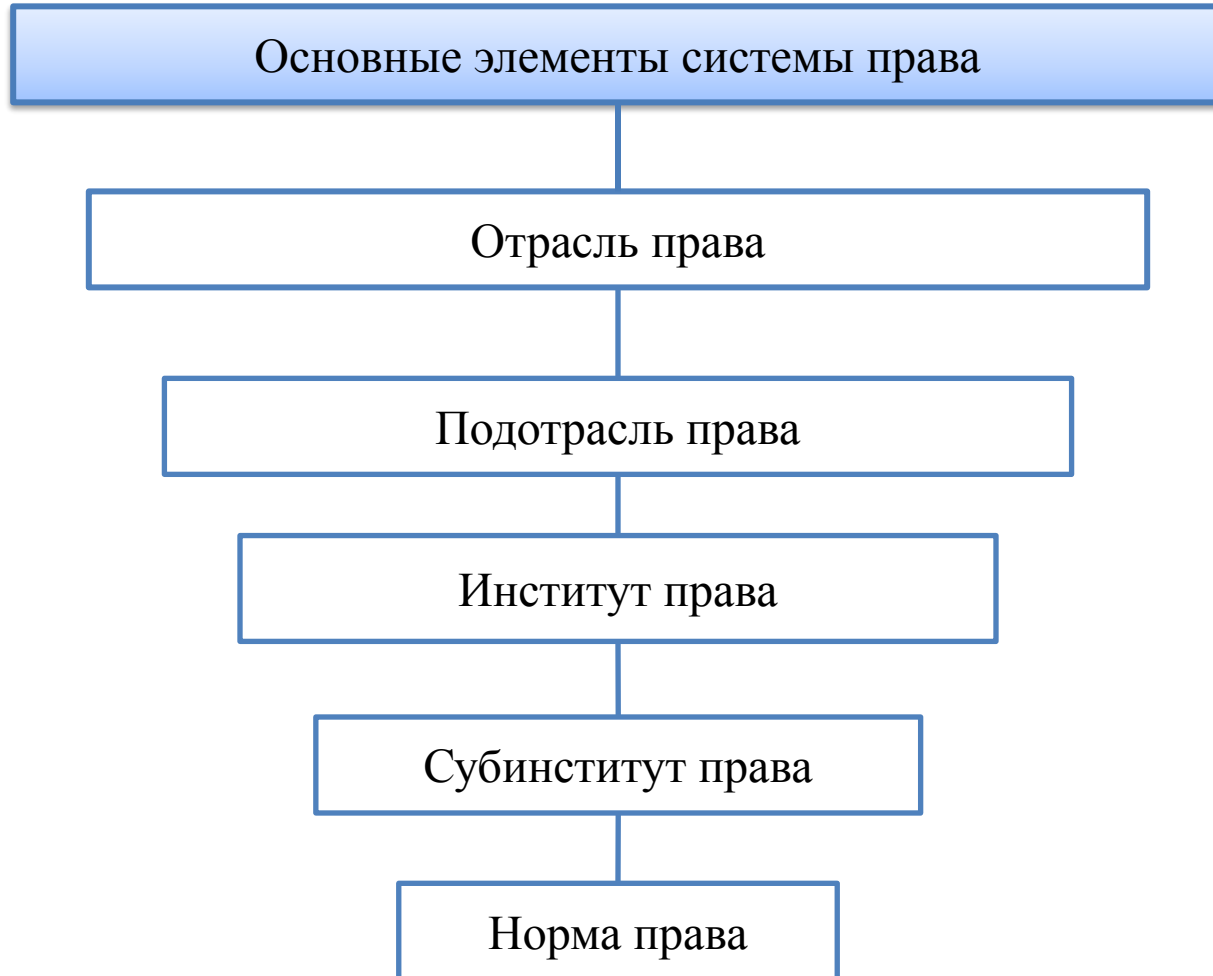 Основные элементы системы права
Отрасль права
Подотрасль права
Институт права
Субинститут права
Норма права